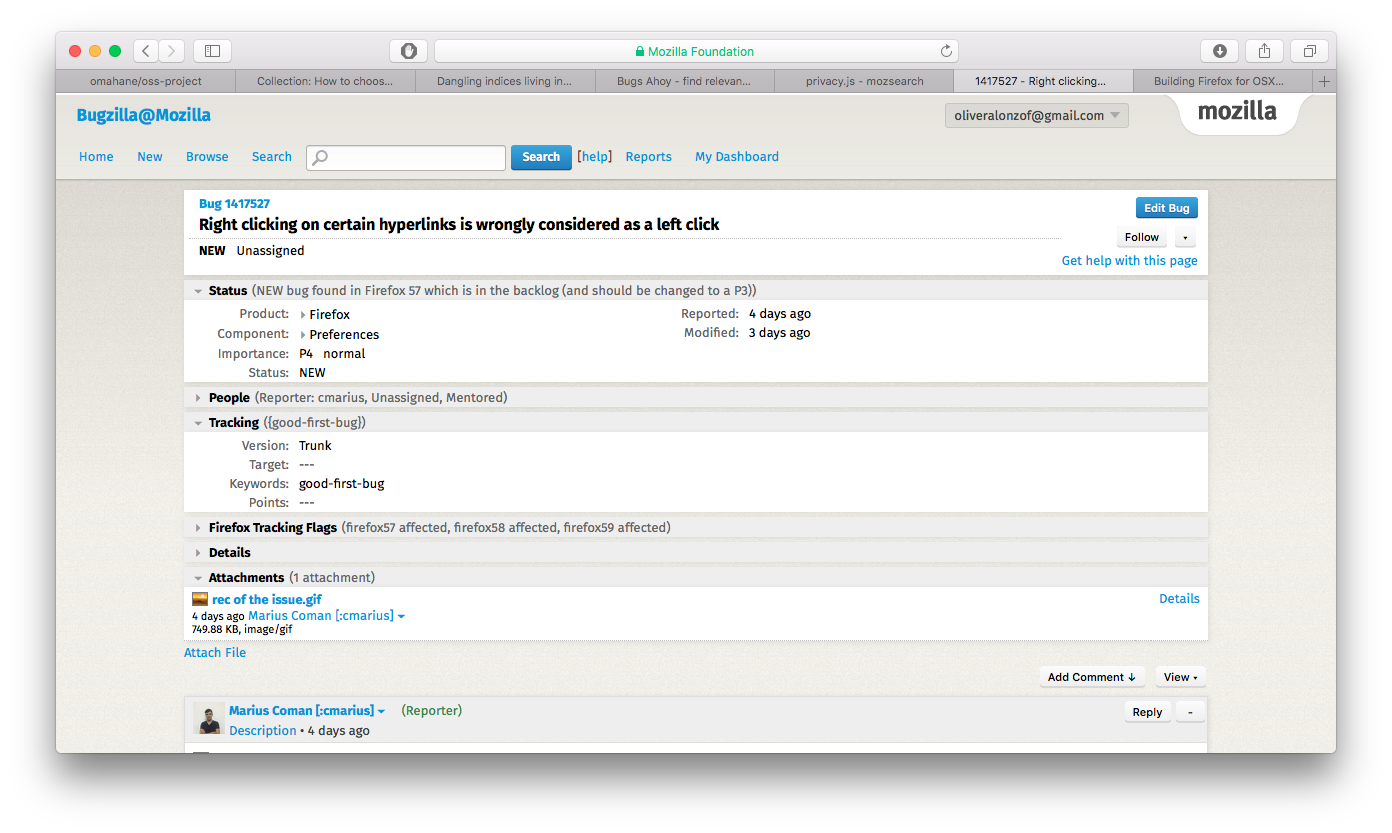 Mozilla Foundation
omahane/oss-project
Collection: How to choos...
Dangling indices living in...
Bugs Ahoy - find relevan...
privacy.js - mozsearch
1417527 - Right clicking...
Building Firefox for OSX...
Bugzilla@Mozilla
oliveralonzof@gmail.com
mozilla
Home New Browse Search Search [help] Reports My Dashboard
Bug 1417527
Edit Bug
Right clicking on certain hyperlinks is wrongly considered as a left click
Follow
NEW Unassigned
Get help with this page
Status (NEW bug found in Firefox 57 which is in the backlog (and should be changed to a P3))
Product: Firefox Reported: 4 days ago
Component: Preferences Modified: 3 days ago
Importance: P4 normal
Status: NEW
People (Reporter: cmarius, Unassigned, Mentored)
Tracking ({good-first-bug})
Version: Trunk
Target: ---
Keywords: good-first-bug
Points: ---
Firefox Tracking Flags (firefox57 affected, firefox58 affected, firefox59 affected)
Details
Attachments (1 attachment)
rec of the issue.gif Details
4 days ago Marius Coman [:cmarius]
749.88 KB, image/gif
Attach File
Add Comment ↓ View
Marius Coman [:cmarius] (Reporter) Reply -
Description • 4 days ago